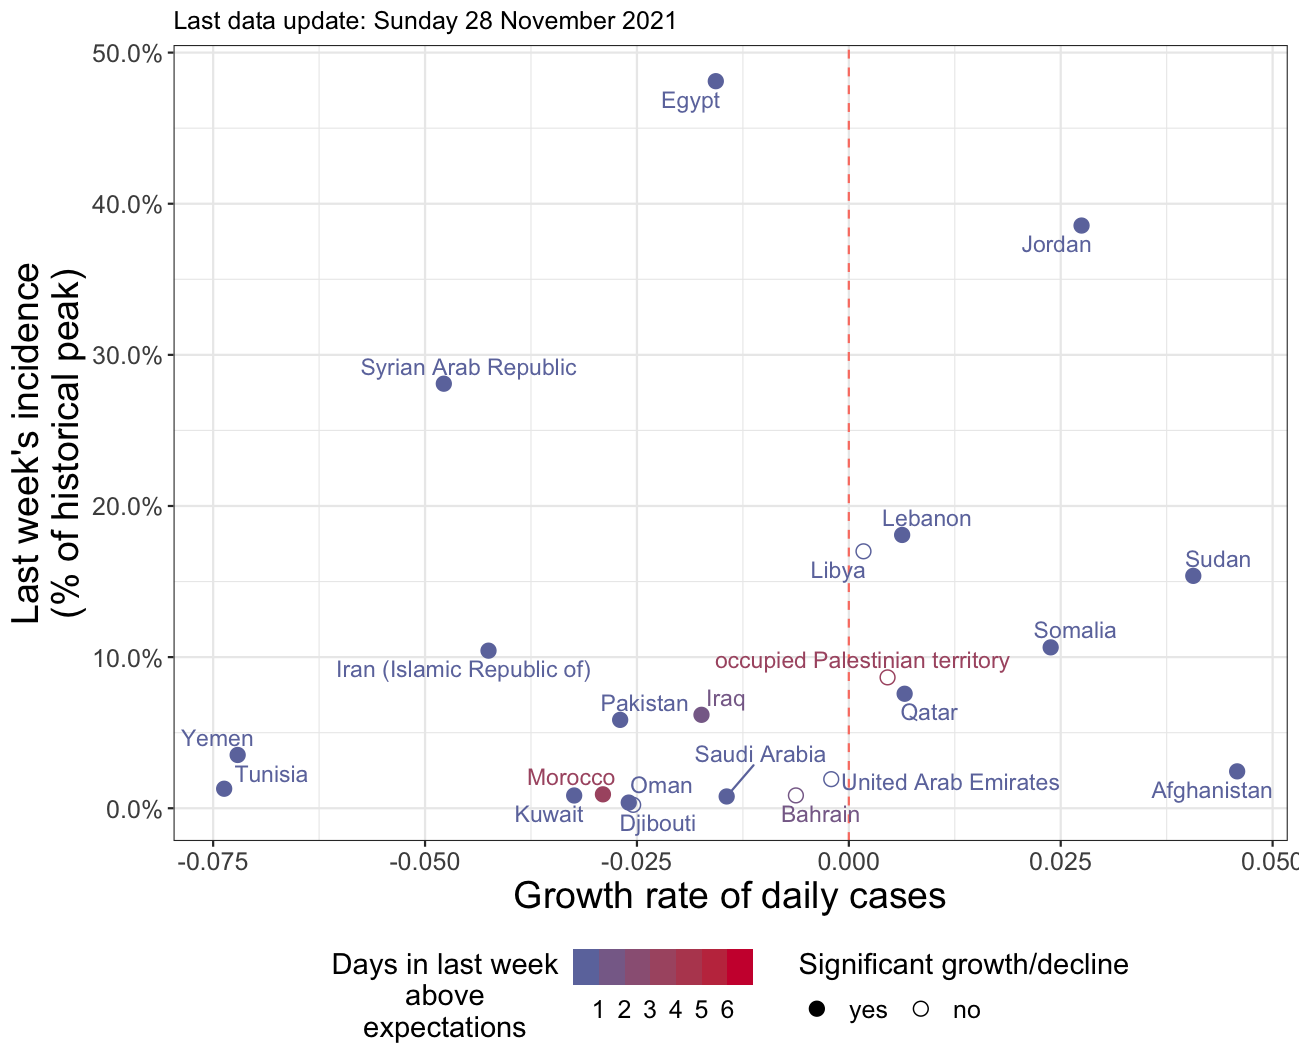 Last data update: Sunday 28 November 2021
50.0%
40.0%
30.0%
20.0%
10.0%
0.0%
Last week's incidence
(% of historical peak)
Egypt
Jordan
Syrian Arab Republic
Lebanon
Libya
Sudan
Somalia
occupied Palestinian territory
Iran (Islamic Republic of)
Pakistan
Iraq
Qatar
Yemen
Saudi Arabia
Tunisia
Morocco
Oman
United Arab Emirates
Afghanistan
Kuwait
Djibouti
Bahrain
-0.075 -0.050 -0.025 0.000 0.025 0.050
Growth rate of daily cases
Days in last week
above
expectations
1 2 3 4 5 6
Significant growth/decline
yes no